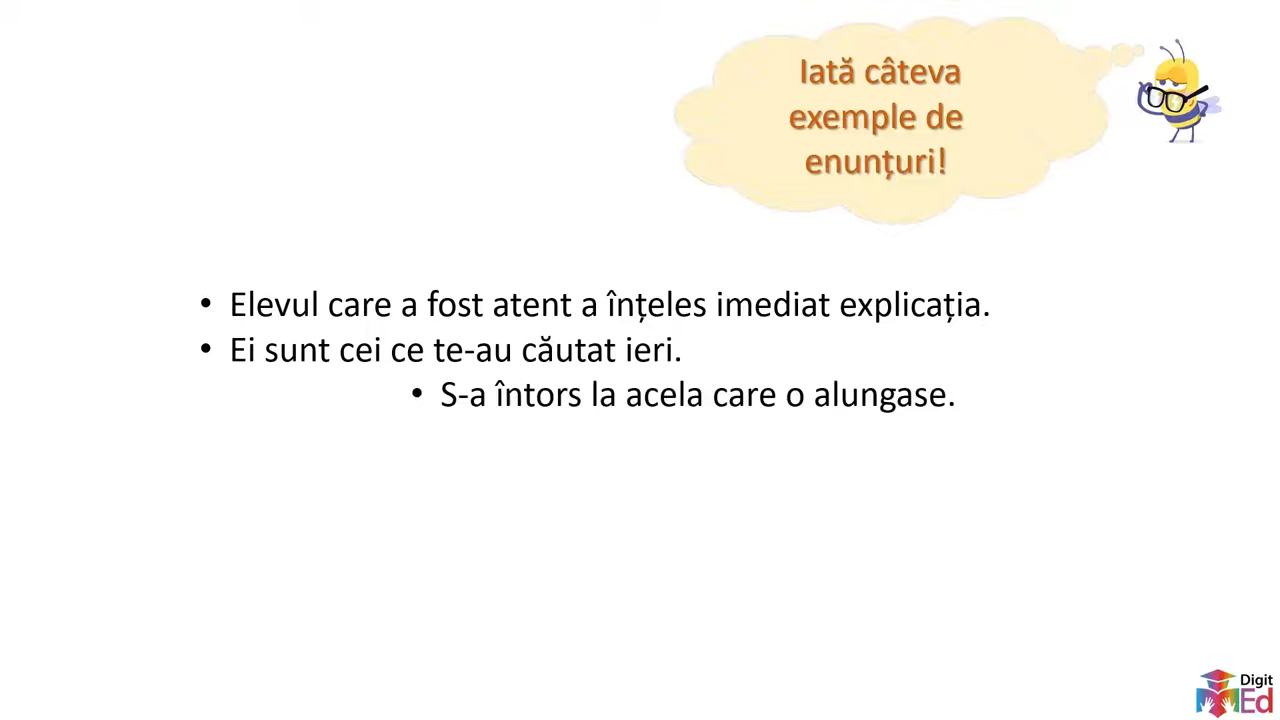 Iată câteva
exemple de
enunțuri!
• Elevul care a fost atent a înțeles imediat explicația.
• Ei sunt cei ce te-au căutat ieri.
• S-a întors la acela care o alungase.
Digit
Ed